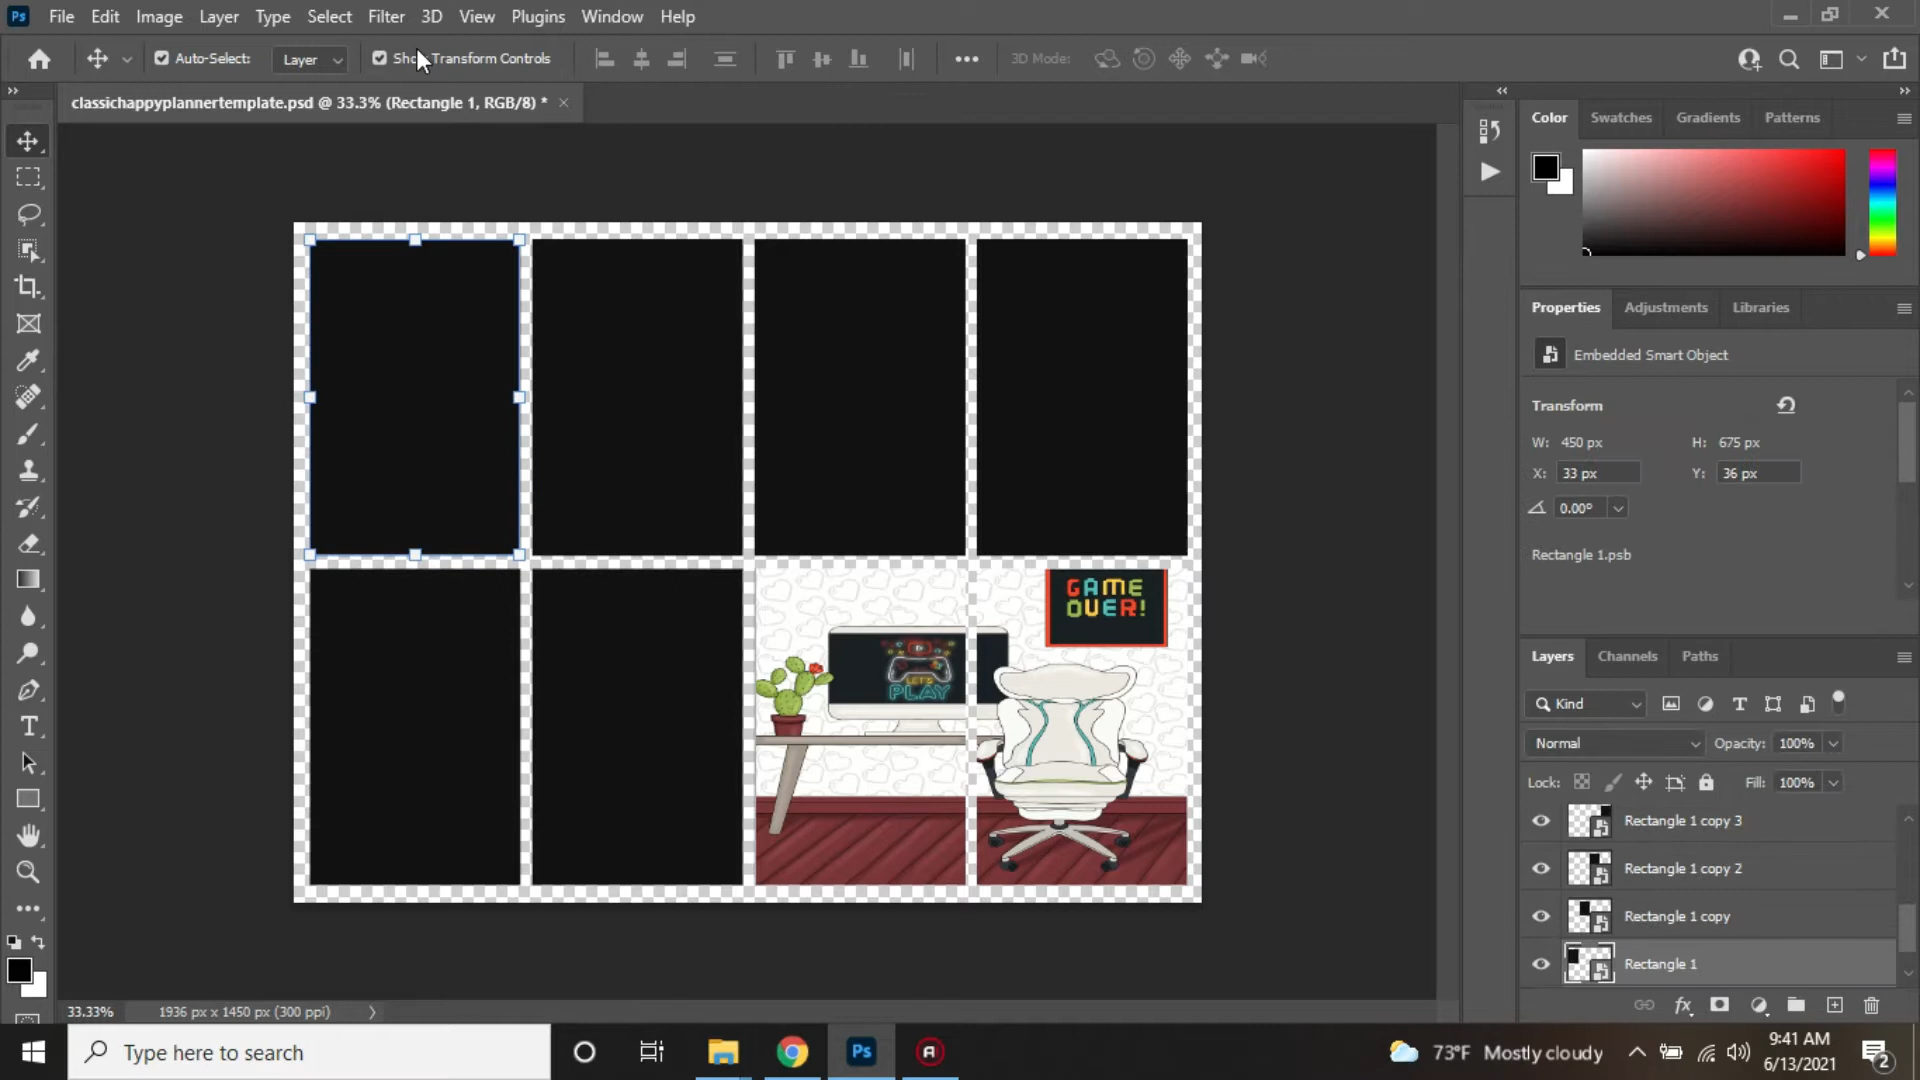 Ps File Edit Image Layer Type Select Filter 3D View Plugins Window Help
Auto-Select: Layer Show Transform Controls 3D Mode:
classichappyplannertemplate.psd @ 33.3% (Rectangle 1, RGB/8) *
Color Swatches Gradients Patterns
Properties Adjustments Libraries
Embedded Smart Object
Transform
W: 450 px H: 675 px
X: 33 px Y: 36 px
0.00°
Rectangle 1.psb
GAME
OVER!
LET'S
PLAY
Layers Channels Paths
Kind
Normal Opacity: 100%
Lock: Fill: 100%
Rectangle 1 copy 3
Rectangle 1 copy 2
Rectangle 1 copy
Rectangle 1
fx
33.33% 1936 px x 1450 px (300 ppi)
Type here to search
Ps
73°F Mostly cloudy
9:41 AM
6/13/2021
2